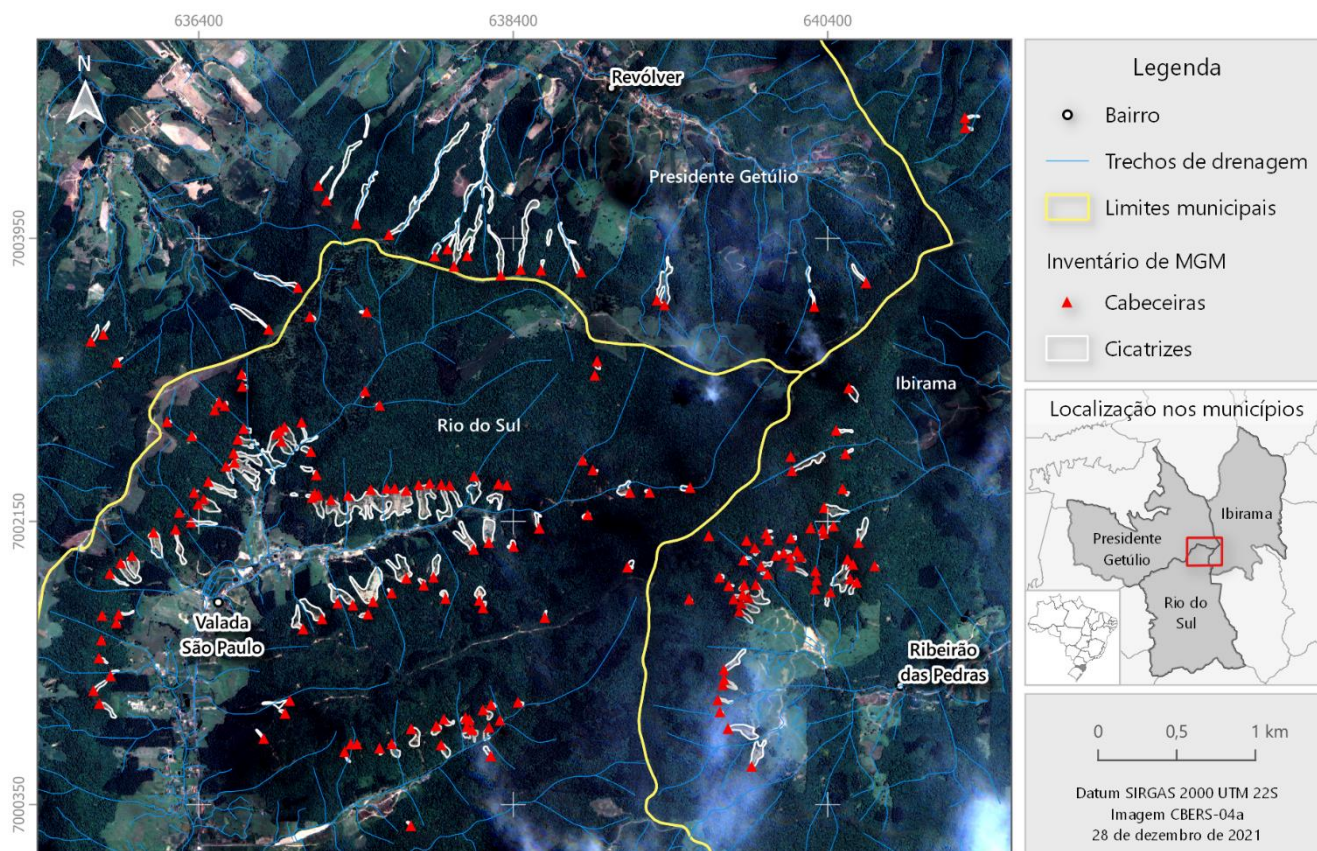 636400
638400
640400
N
7003950
7002150
7000350
Revólver
Presidente Getúlio
Ibirama
Rio do Sul
Valada
São Paulo
Ribeirão
das Pedras
Legenda
Bairro
Trechos de drenagem
Limites municipais
Inventário de MGM
Cabeceiras
Cicatrizes
Localização nos municípios
Ibirama
Presidente
Getúlio
Rio do
Sul
0 0,5 1 km
Datum SIRGAS 2000 UTM 22S
Imagem CBERS-04a
28 de dezembro de 2021